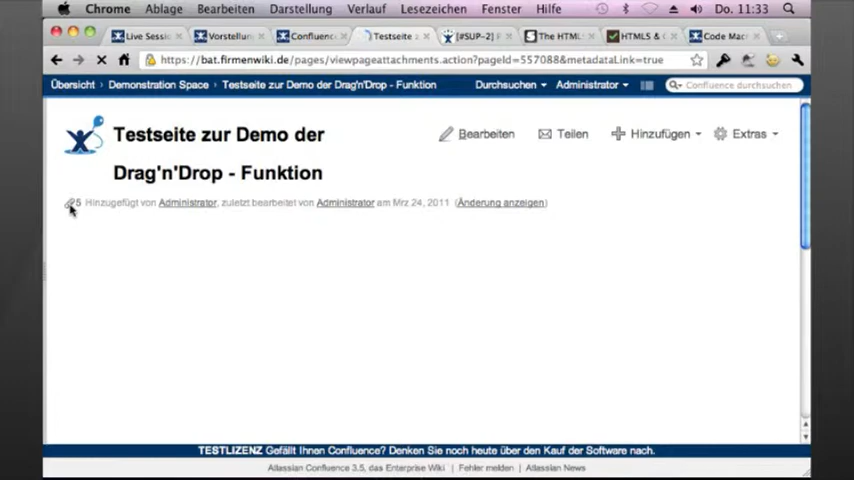 Chrome Ablage Bearbeiten Darstellung Verlauf Lesezeichen Fenster Hilfe Do. 11:33
Live Sessi Vorstellun Confluenc Testseite z [#SUP-2] F The HTML HTML5 & C Code Mac
https://bat.firmenwiki.de/pages/viewpageattachments.action?pageId=557088&metadataLink=true
Übersicht › Demonstration Space › Testseite zur Demo der Drag'n'Drop - Funktion Durchsuchen Administrator Confluence durchsuchen
Testseite zur Demo der
Bearbeiten Teilen Hinzufügen Extras
Drag'n'Drop - Funktion
5 Hinzugefügt von Administrator, zuletzt bearbeitet von Administrator am Mrz 24, 2011 (Änderung anzeigen)
TESTLIZENZ Gefällt Ihnen Confluence? Denken Sie noch heute über den Kauf der Software nach.
Atlassian Confluence 3.5, das Enterprise Wiki | Fehler melden | Atlassian News